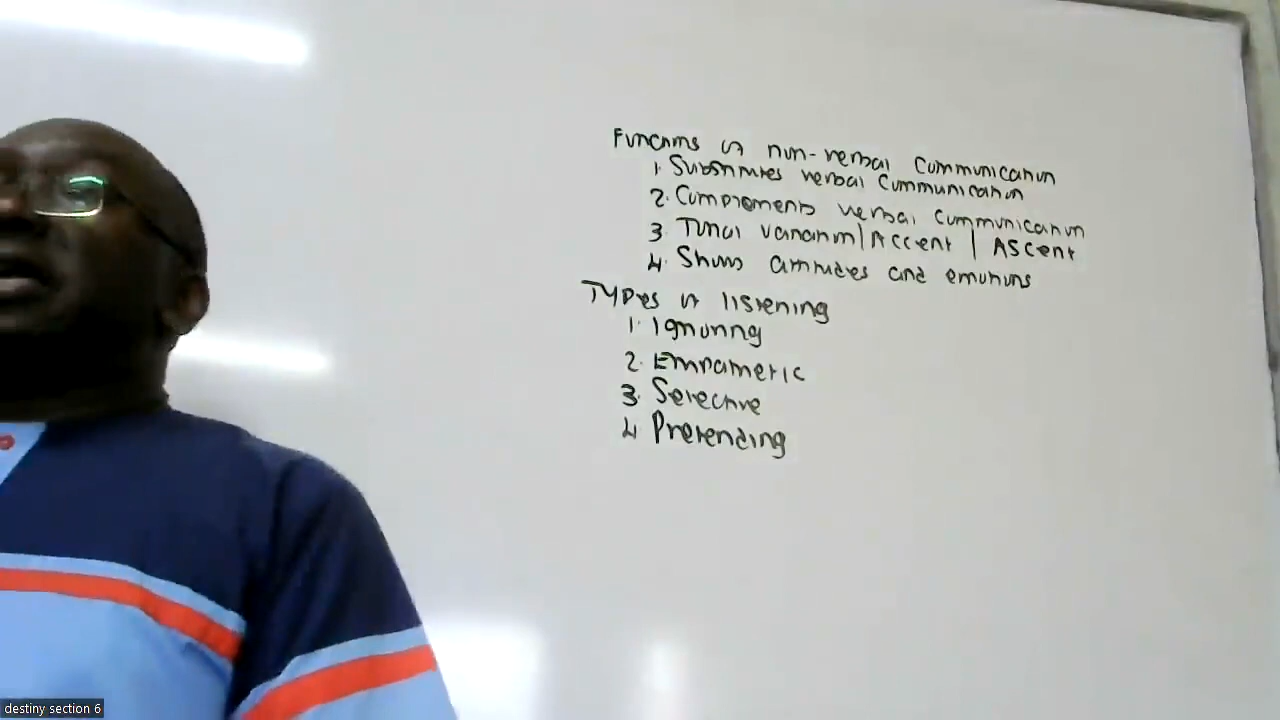 Functions of non-verbal communication
1. Substitutes verbal communication
2. Complements verbal communication
3. Tonal variation/Accent / Ascent
4. Shows attitudes and emotions
Types of listening
1. Ignoring
2. Empathetic
3. Selective
4. Pretending
destiny section 6